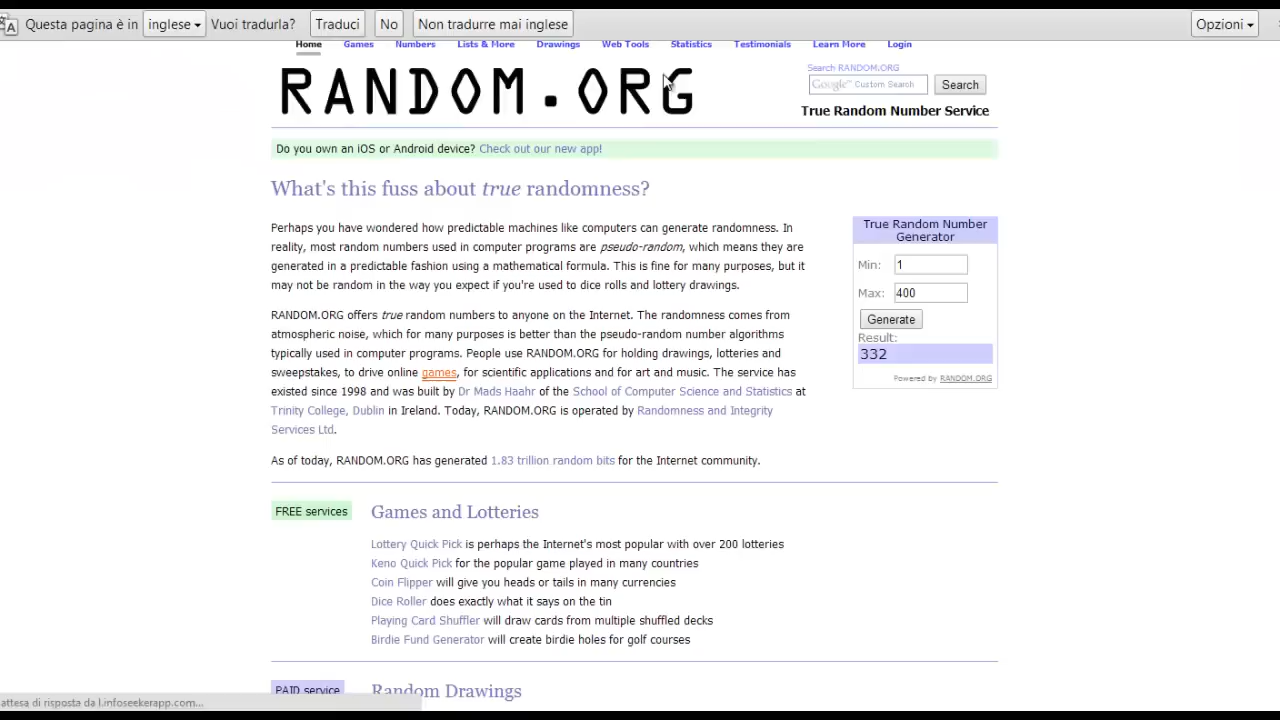 Questa pagina è in inglese Vuoi tradurla? Traduci No Non tradurre mai inglese Opzioni
Home Games Numbers Lists & More Drawings Web Tools Statistics Testimonials Learn More Login
RANDOM.ORG
Search RANDOM.ORG
Google™ Custom Search Search
True Random Number Service
Do you own an iOS or Android device? Check out our new app!
What's this fuss about true randomness?
Perhaps you have wondered how predictable machines like computers can generate randomness. In
reality, most random numbers used in computer programs are pseudo-random, which means they are
generated in a predictable fashion using a mathematical formula. This is fine for many purposes, but it
may not be random in the way you expect if you're used to dice rolls and lottery drawings.
RANDOM.ORG offers true random numbers to anyone on the Internet. The randomness comes from
atmospheric noise, which for many purposes is better than the pseudo-random number algorithms
typically used in computer programs. People use RANDOM.ORG for holding drawings, lotteries and
sweepstakes, to drive online games, for scientific applications and for art and music. The service has
existed since 1998 and was built by Dr Mads Haahr of the School of Computer Science and Statistics at
Trinity College, Dublin in Ireland. Today, RANDOM.ORG is operated by Randomness and Integrity
Services Ltd.
As of today, RANDOM.ORG has generated 1.83 trillion random bits for the Internet community.
True Random Number
Generator
Min: 1
Max: 400
Generate
Result:
332
Powered by RANDOM.ORG
FREE services
Games and Lotteries
Lottery Quick Pick is perhaps the Internet's most popular with over 200 lotteries
Keno Quick Pick for the popular game played in many countries
Coin Flipper will give you heads or tails in many currencies
Dice Roller does exactly what it says on the tin
Playing Card Shuffler will draw cards from multiple shuffled decks
Birdie Fund Generator will create birdie holes for golf courses
PAID service
Random Drawings
attesa di risposta da l.infoseekerapp.com...